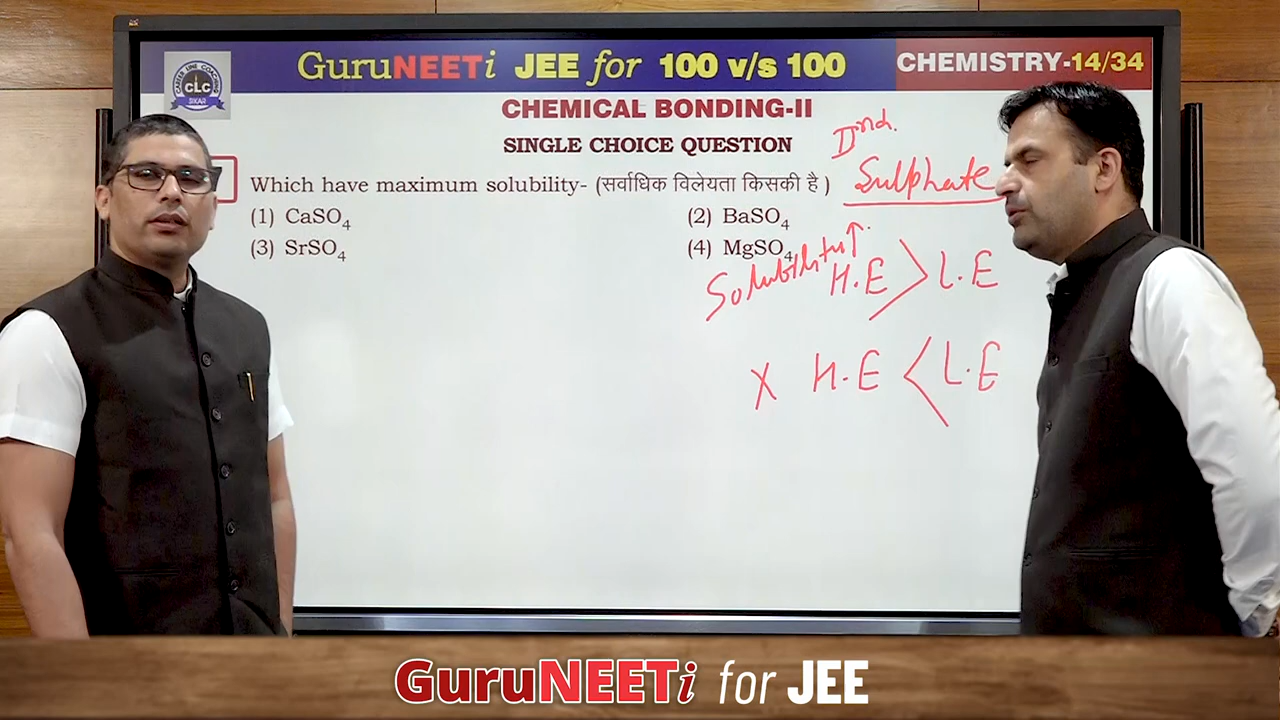 GuruNEETi JEE for 100 v/s 100
CHEMISTRY-14/34
CAREER LINE COACHING
CLC
SIKAR
CHEMICAL BONDING-II
SINGLE CHOICE QUESTION
IInd.
Sulphate
Which have maximum solubility- (सर्वाधिक विलेयता किसकी है )
(1) CaSO4
(2) BaSO4
(3) SrSO4
(4) MgSO4
Solubility↑ H.E > L.E
X H.E < L.E
GuruNEETi for JEE